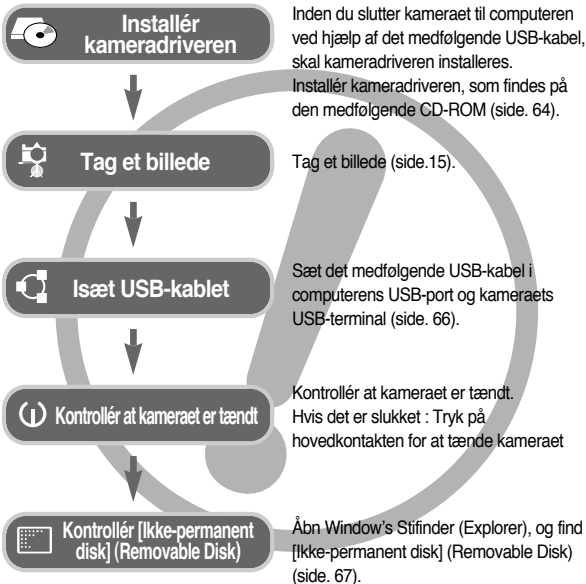 Installér
kameradriveren
Inden du slutter kameraet til computeren
ved hjælp af det medfølgende USB-kabel,
skal kameradriveren installeres.
Installér kameradriveren, som findes på
den medfølgende CD-ROM (side. 64).
Tag et billede
Tag et billede (side.15).
Isæt USB-kablet
Sæt det medfølgende USB-kabel i
computerens USB-port og kameraets
USB-terminal (side. 66).
Kontrollér at kameraet er tændt
Kontrollér at kameraet er tændt.
Hvis det er slukket : Tryk på
hovedkontakten for at tænde kameraet
Kontrollér [Ikke-permanent
disk] (Removable Disk)
Åbn Window's Stifinder (Explorer), og find
[Ikke-permanent disk] (Removable Disk)
(side. 67).